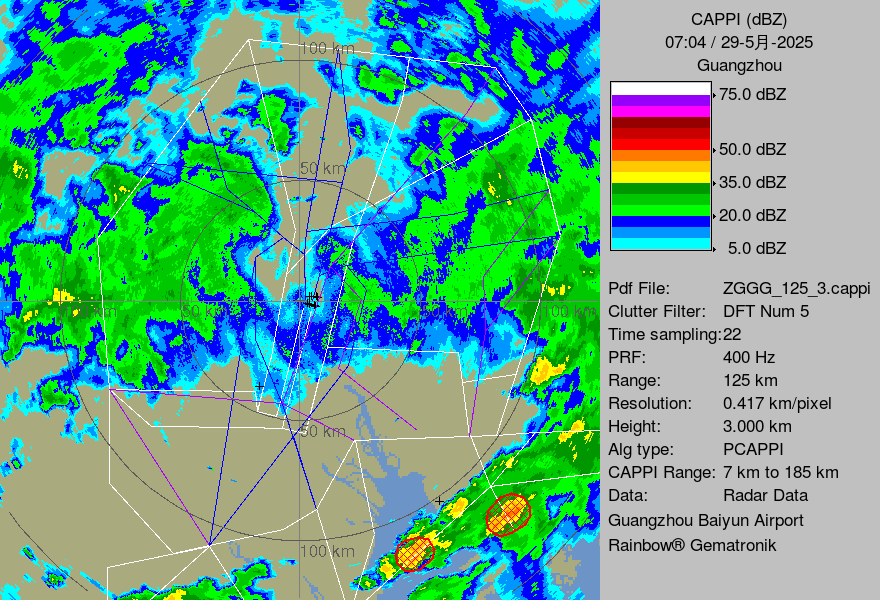 CAPPI (dBZ)
07:04 / 29-5月-2025
Guangzhou
75.0 dBZ
50.0 dBZ
35.0 dBZ
20.0 dBZ
5.0 dBZ
Pdf File: ZGGG_125_3.cappi
Clutter Filter: DFT Num 5
Time sampling:22
PRF: 400 Hz
Range: 125 km
Resolution: 0.417 km/pixel
Height: 3.000 km
Alg type: PCAPPI
CAPPI Range: 7 km to 185 km
Data: Radar Data
Guangzhou Baiyun Airport
Rainbow® Gematronik
100 km
50 km
100 km 50 km 50 km 100 km
50 km
100 km